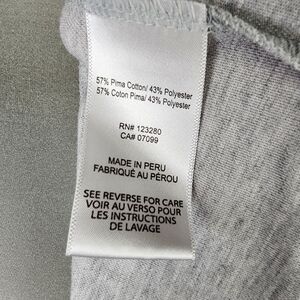 57% Pima Cotton/ 43% Polyester
57% Coton Pima/ 43% Polyester
RN# 123280
CA# 07099
MADE IN PERU
FABRIQUÉ AU PÉROU
SEE REVERSE FOR CARE
VOIR AU VERSO POUR
LES INSTRUCTIONS
DE LAVAGE